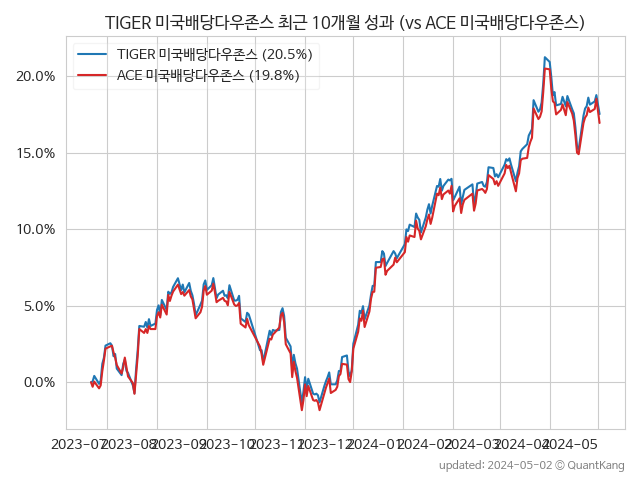 TIGER 미국배당다우존스 최근 10개월 성과 (vs ACE 미국배당다우존스)
TIGER 미국배당다우존스 (20.5%)
ACE 미국배당다우존스 (19.8%)
20.0%
15.0%
10.0%
5.0%
0.0%
2023-07 2023-08 2023-09 2023-10 2023-11 2023-12 2024-01 2024-02 2024-03 2024-04 2024-05
updated: 2024-05-02 © QuantKang